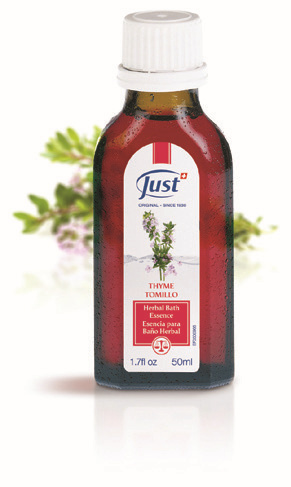 Just
ORIGINAL - SINCE 1930
THYME
TOMILLO
Herbal Bath
Essence
Esencia para
Baño Herbal
1.7fl oz 50ml